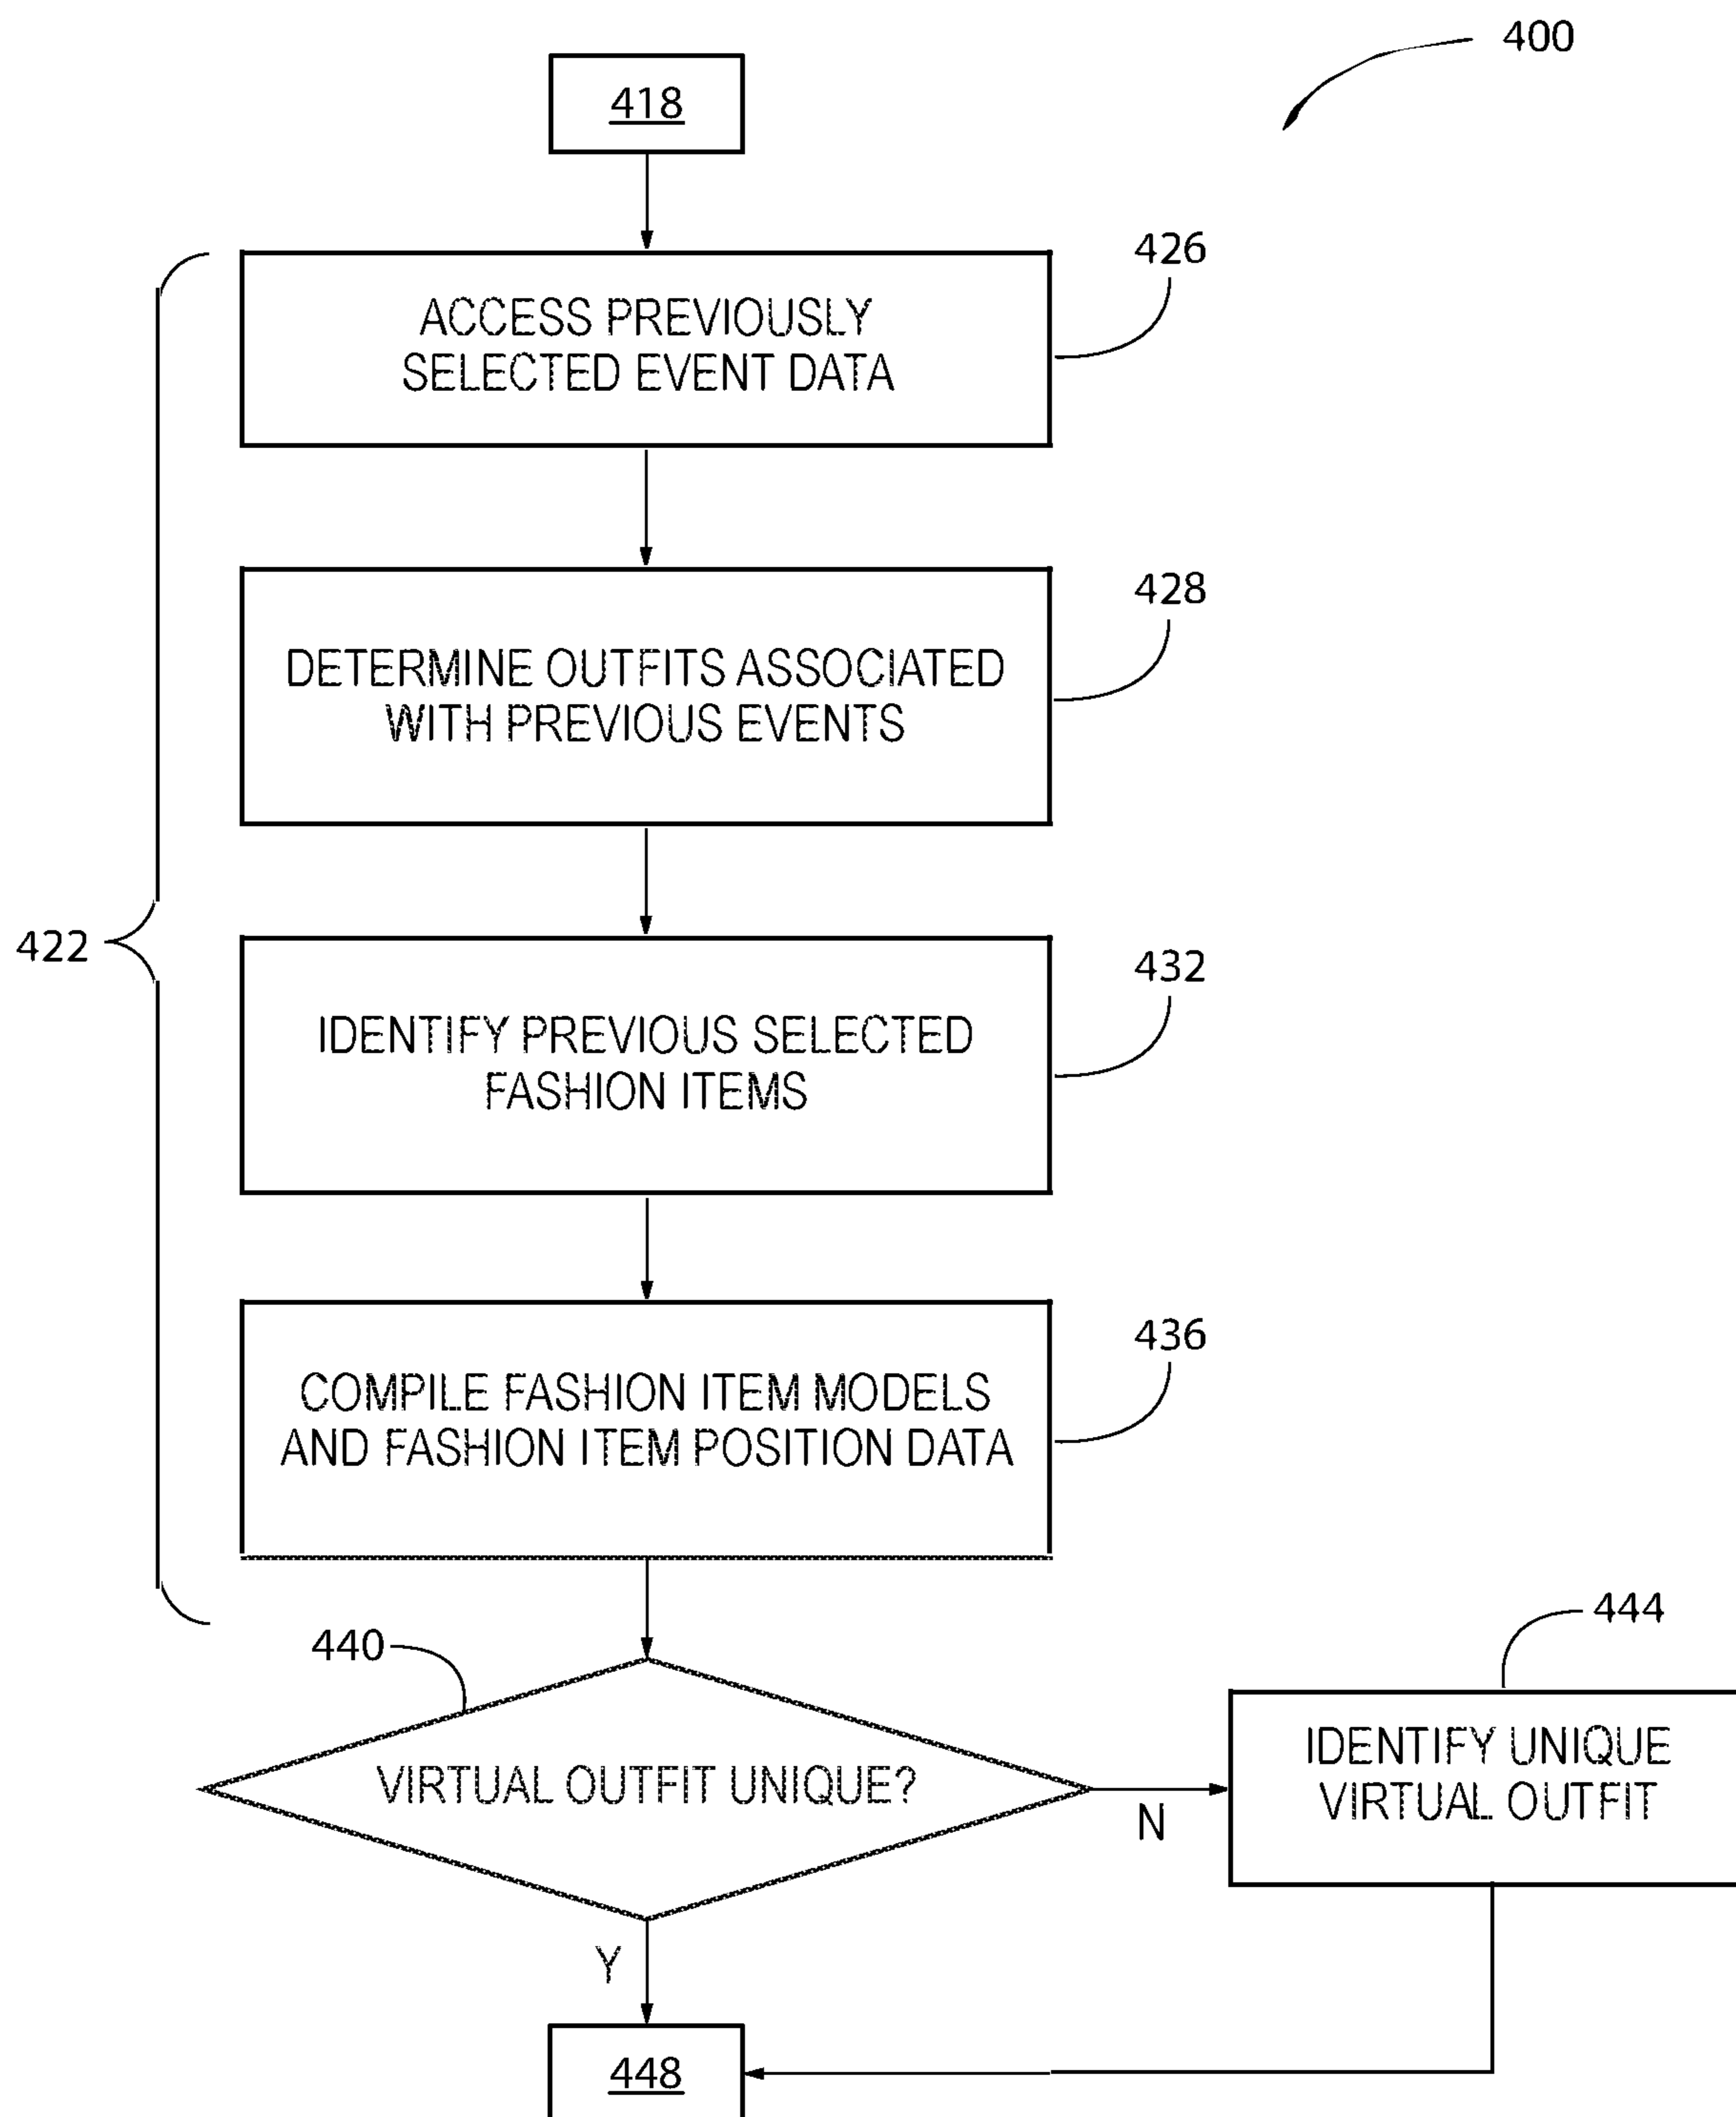 400
418
426
ACCESS PREVIOUSLY
SELECTED EVENT DATA
428
DETERMINE OUTFITS ASSOCIATED
WITH PREVIOUS EVENTS
422
432
IDENTIFY PREVIOUS SELECTED
FASHION ITEMS
436
COMPILE FASHION ITEM MODELS
AND FASHION ITEM POSITION DATA
440
444
VIRTUAL OUTFIT UNIQUE?
N
IDENTIFY UNIQUE
VIRTUAL OUTFIT
Y
448